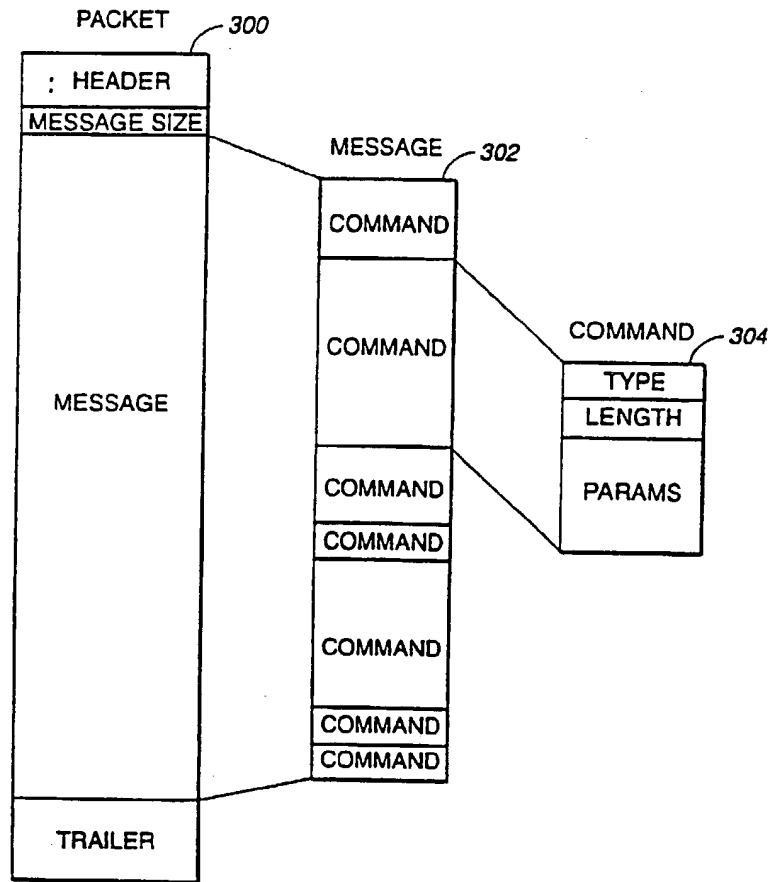 PACKET
300
: HEADER
MESSAGE SIZE
MESSAGE
TRAILER
MESSAGE
302
COMMAND
COMMAND
COMMAND
COMMAND
COMMAND
COMMAND
COMMAND
COMMAND
304
TYPE
LENGTH
PARAMS